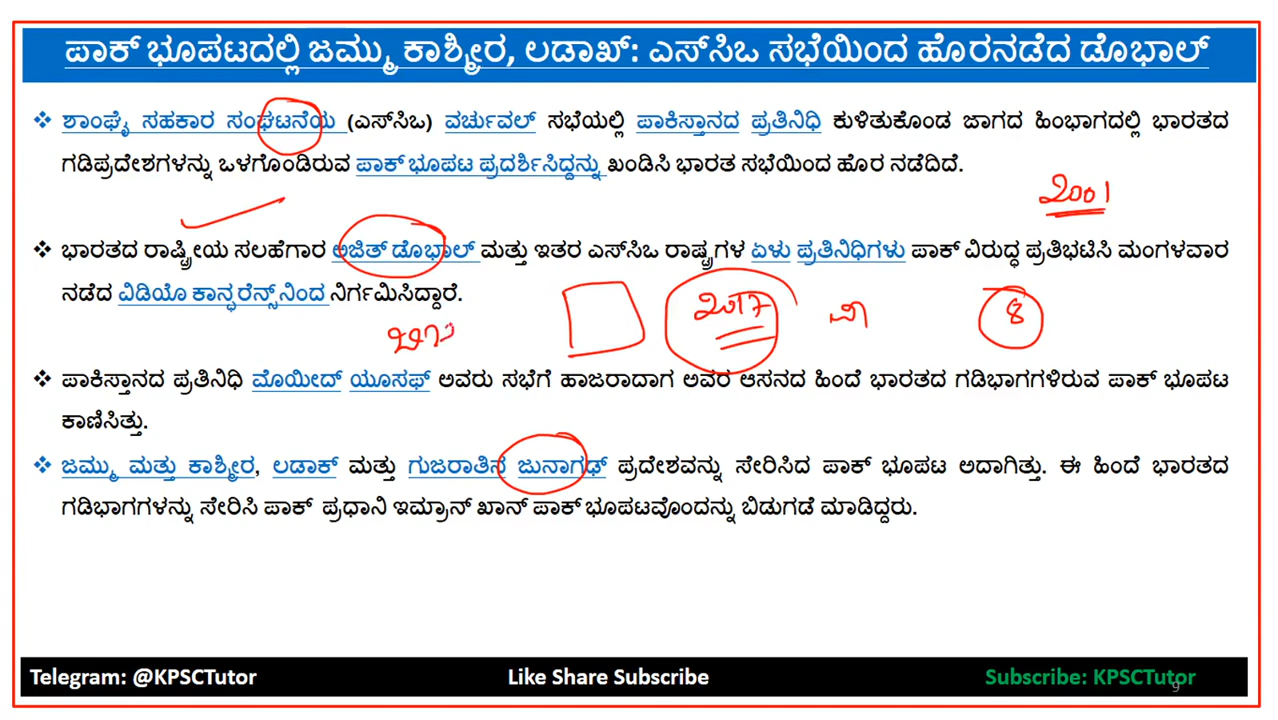 ಪಾಕ್ ಭೂಪಟದಲ್ಲಿ ಜಮ್ಮು ಕಾಶ್ಮೀರ, ಲಡಾಖ್: ಎಸ್‌ಸಿಒ ಸಭೆಯಿಂದ ಹೊರನಡೆದ ಡೊಭಾಲ್
❖ ಶಾಂಘೈ ಸಹಕಾರ ಸಂಘಟನೆಯ (ಎಸ್‌ಸಿಒ) ವರ್ಚುವಲ್ ಸಭೆಯಲ್ಲಿ ಪಾಕಿಸ್ತಾನದ ಪ್ರತಿನಿಧಿ ಕುಳಿತುಕೊಂಡ ಜಾಗದ ಹಿಂಭಾಗದಲ್ಲಿ ಭಾರತದ
ಗಡಿಪ್ರದೇಶಗಳನ್ನು ಒಳಗೊಂಡಿರುವ ಪಾಕ್ ಭೂಪಟ ಪ್ರದರ್ಶಿಸಿದ್ದನ್ನು ಖಂಡಿಸಿ ಭಾರತ ಸಭೆಯಿಂದ ಹೊರ ನಡೆದಿದೆ.
2001
❖ ಭಾರತದ ರಾಷ್ಟ್ರೀಯ ಸಲಹೆಗಾರ ಅಜಿತ್ ಡೊಭಾಲ್ ಮತ್ತು ಇತರ ಎಸ್‌ಸಿಒ ರಾಷ್ಟ್ರಗಳ ಏಳು ಪ್ರತಿನಿಧಿಗಳು ಪಾಕ್ ವಿರುದ್ಧ ಪ್ರತಿಭಟಿಸಿ ಮಂಗಳವಾರ
ನಡೆದ ವಿಡಿಯೊ ಕಾನ್ಫರೆನ್ಸ್‌ನಿಂದ ನಿರ್ಗಮಿಸಿದ್ದಾರೆ.
2017 8
❖ ಪಾಕಿಸ್ತಾನದ ಪ್ರತಿನಿಧಿ ಮೊಯೀದ್ ಯೂಸಫ್ ಅವರು ಸಭೆಗೆ ಹಾಜರಾದಾಗ ಅವರ ಆಸನದ ಹಿಂದೆ ಭಾರತದ ಗಡಿಭಾಗಗಳಿರುವ ಪಾಕ್ ಭೂಪಟ
ಕಾಣಿಸಿತ್ತು.
❖ ಜಮ್ಮು ಮತ್ತು ಕಾಶ್ಮೀರ, ಲಡಾಕ್ ಮತ್ತು ಗುಜರಾತಿನ ಜುನಾಗಢ್ ಪ್ರದೇಶವನ್ನು ಸೇರಿಸಿದ ಪಾಕ್ ಭೂಪಟ ಅದಾಗಿತ್ತು. ಈ ಹಿಂದೆ ಭಾರತದ
ಗಡಿಭಾಗಗಳನ್ನು ಸೇರಿಸಿ ಪಾಕ್ ಪ್ರಧಾನಿ ಇಮ್ರಾನ್ ಖಾನ್ ಪಾಕ್ ಭೂಪಟವೊಂದನ್ನು ಬಿಡುಗಡೆ ಮಾಡಿದ್ದರು.
Telegram: @KPSCTutor Like Share Subscribe Subscribe: KPSCTutor
9